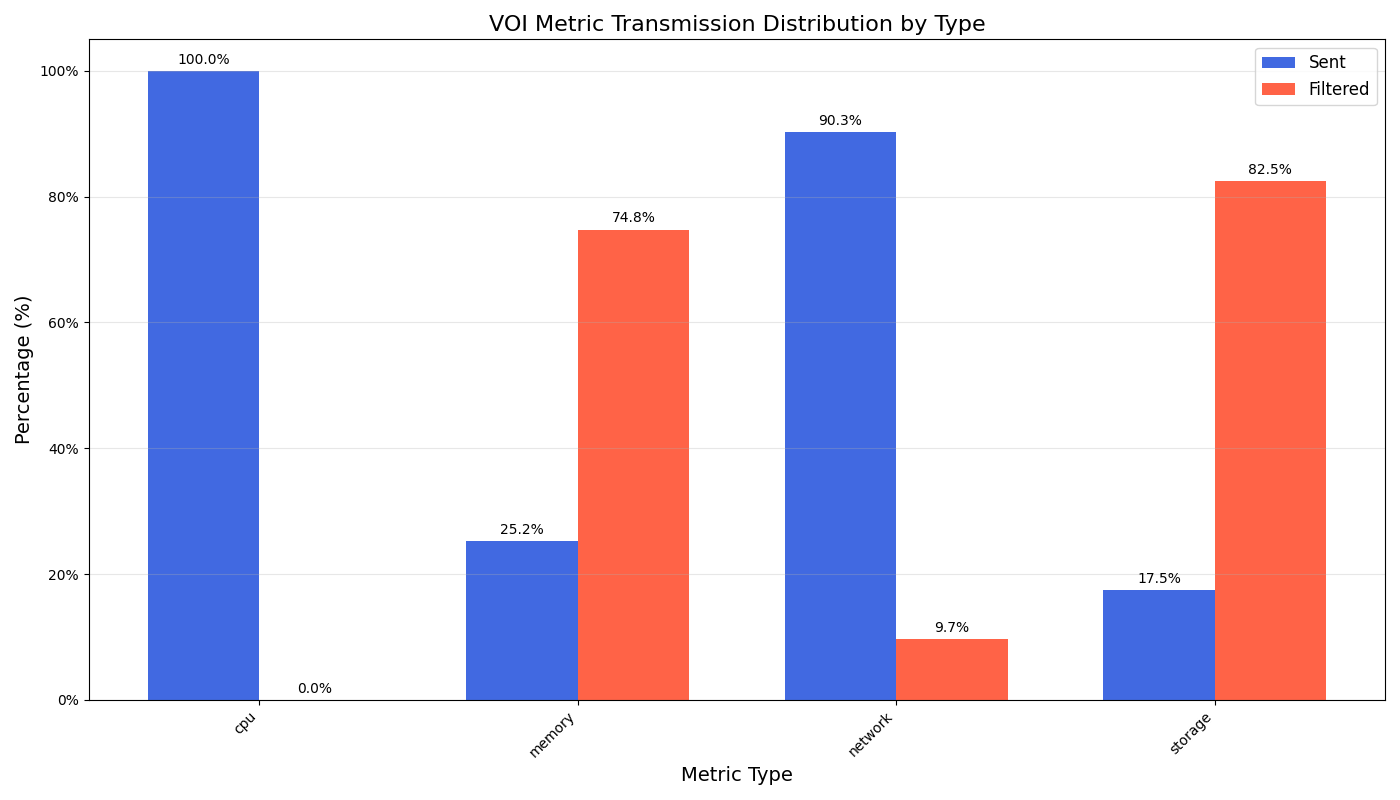 VOI Metric Transmission Distribution by Type
Sent
Filtered
100.0%
0.0%
25.2%
74.8%
90.3%
9.7%
17.5%
82.5%
100%
80%
60%
40%
20%
0%
Percentage (%)
cpu
memory
network
storage
Metric Type